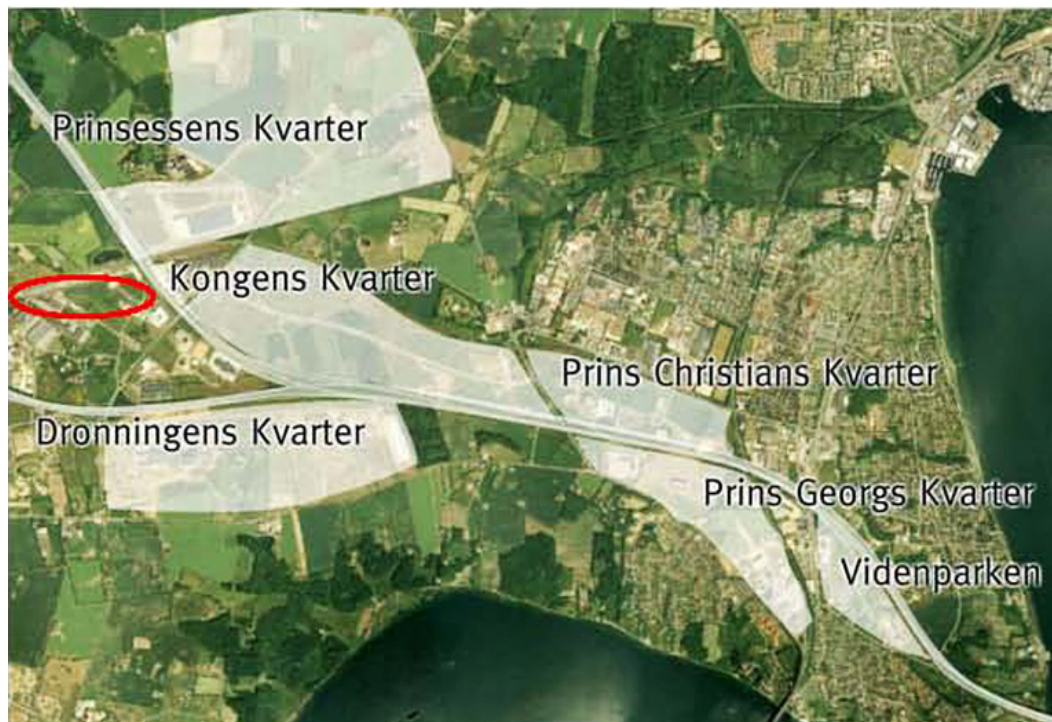 Prinsessens Kvarter
Kongens Kvarter
Prins Christians Kvarter
Dronningens Kvarter
Prins Georgs Kvarter
Videnparken